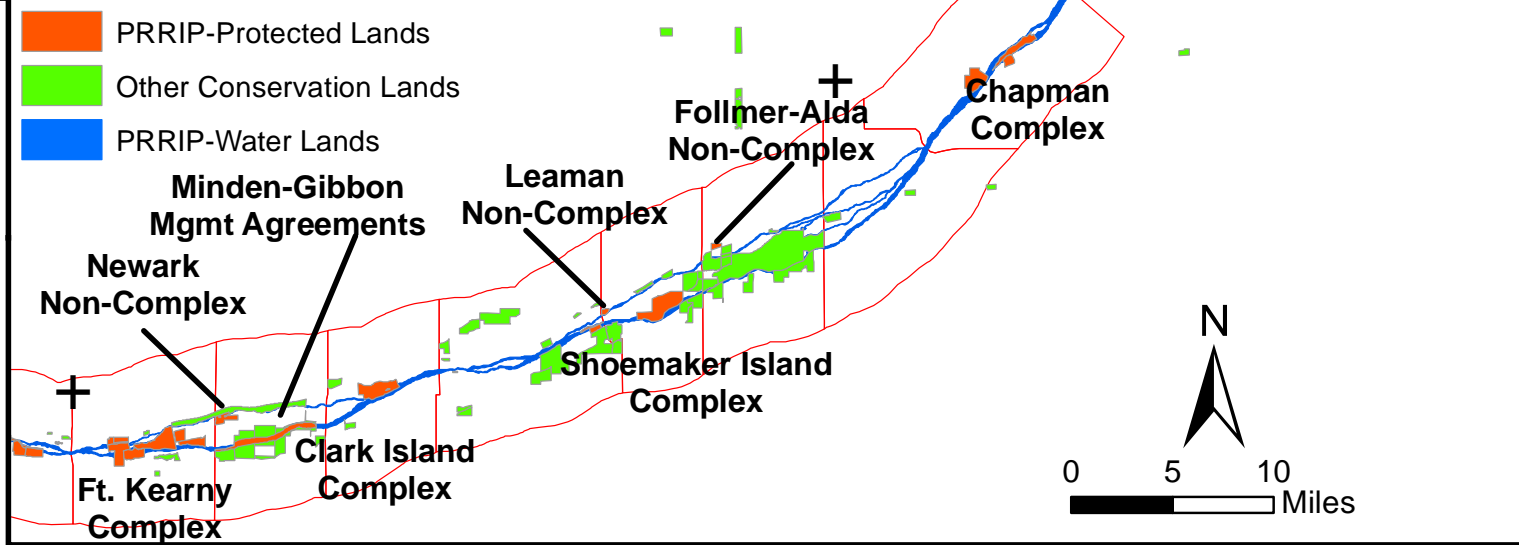 PRRIP-Protected Lands
Other Conservation Lands
PRRIP-Water Lands
Chapman
Complex
Follmer-Alda
Non-Complex
Leaman
Non-Complex
Minden-Gibbon
Mgmt Agreements
Newark
Non-Complex
Shoemaker Island
Complex
Clark Island
Complex
Ft. Kearny
Complex
N
0 5 10
Miles